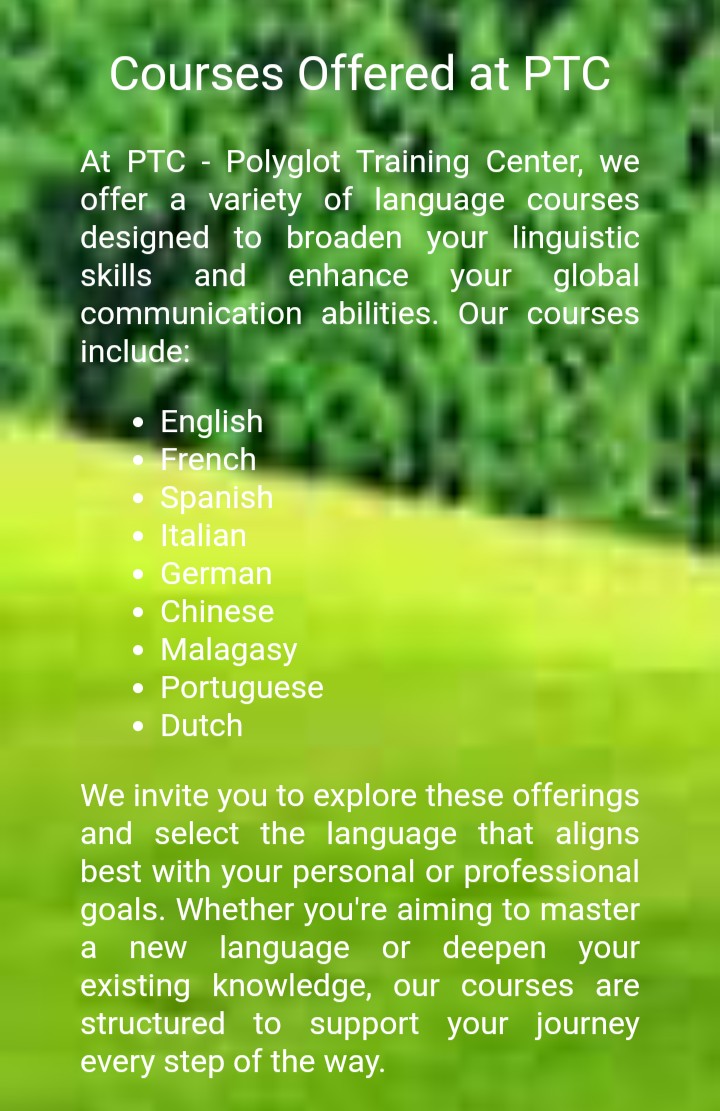 Courses Offered at PTC
At PTC - Polyglot Training Center, we
offer a variety of language courses
designed to broaden your linguistic
skills and enhance your global
communication abilities. Our courses
include:
• English
• French
• Spanish
• Italian
• German
• Chinese
• Malagasy
• Portuguese
• Dutch
We invite you to explore these offerings
and select the language that aligns
best with your personal or professional
goals. Whether you're aiming to master
a new language or deepen your
existing knowledge, our courses are
structured to support your journey
every step of the way.